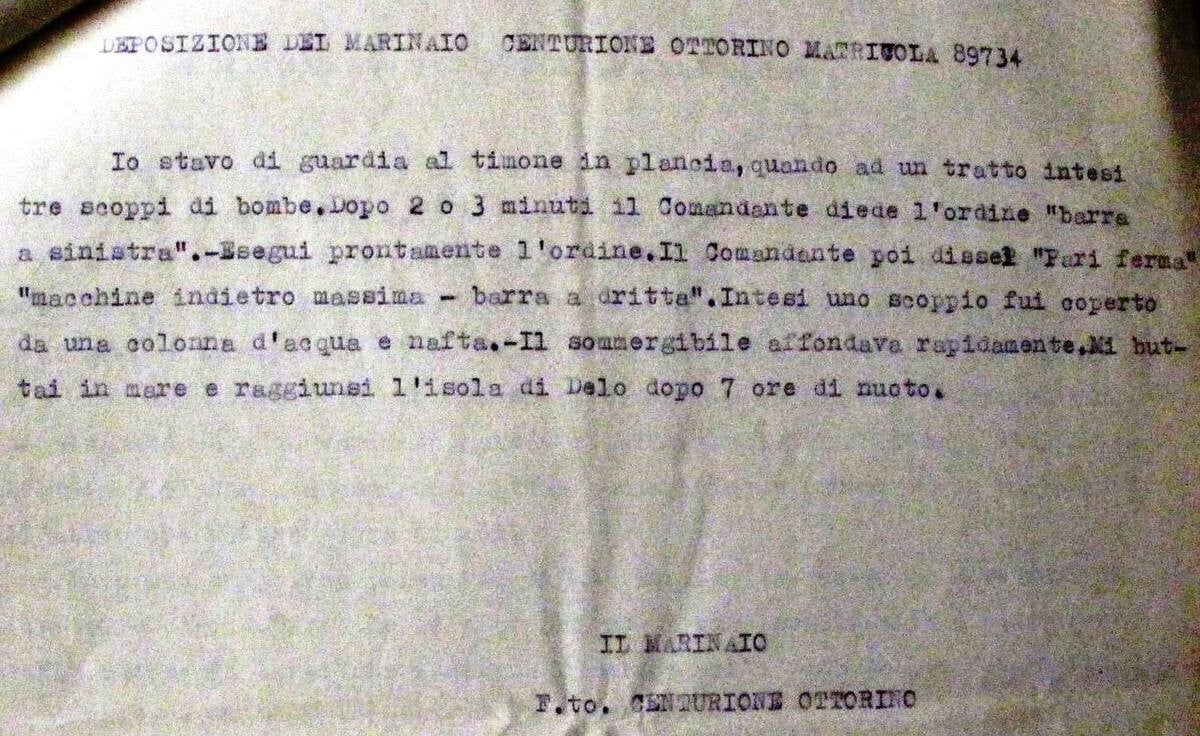 DEPOSIZIONE DEL MARINAIO CENTURIONE OTTORINO MATRICOLA 89734
Io stavo di guardia al timone in plancia,quando ad un tratto intesi
tre scoppi di bombe.Dopo 2 o 3 minuti il Comandante diede l'ordine "barra
a sinistra".-Esegui prontamente l'ordine.Il Comandante poi disse: "Pari ferma"
"macchine indietro massima - barra a dritta".Intesi uno scoppio fui coperto
da una colonna d'acqua e nafta.-Il sommergibile affondava rapidamente.Mi but-
tai in mare e raggiunsi l'isola di Delo dopo 7 ore di nuoto.
IL MARINAIO
F.to. CENTURIONE OTTORINO